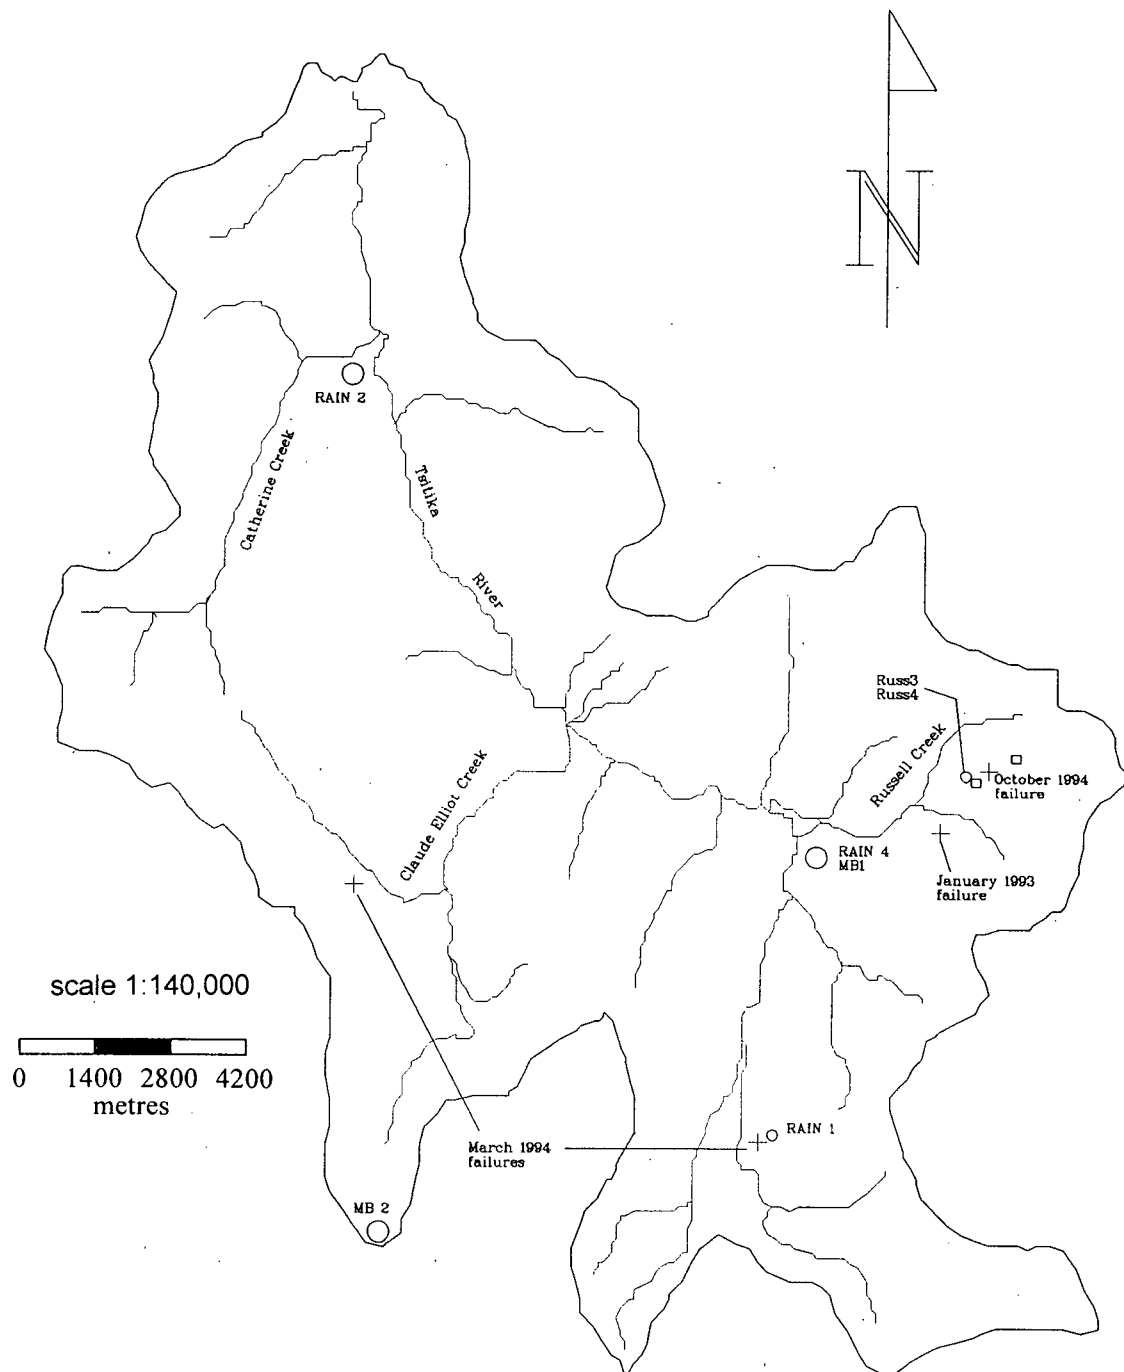 N
RAIN 2
Catherine Creek
Tsitika
River
Russ3
Russ4
Russell Creek
October 1994
failure
Claude Elliot Creek
RAIN 4
MB1
January 1993
failure
scale 1:140,000
0 1400 2800 4200
metres
RAIN 1
March 1994
failures
MB 2